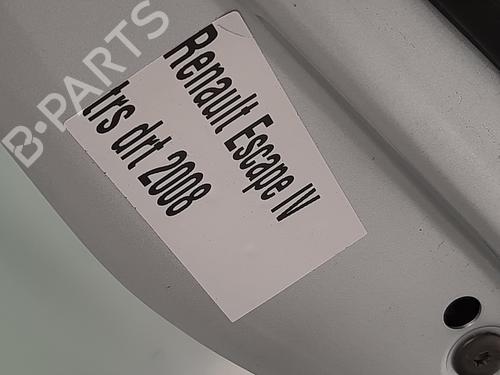 B-PARTS
Renault Escape IV
trs drt 2008